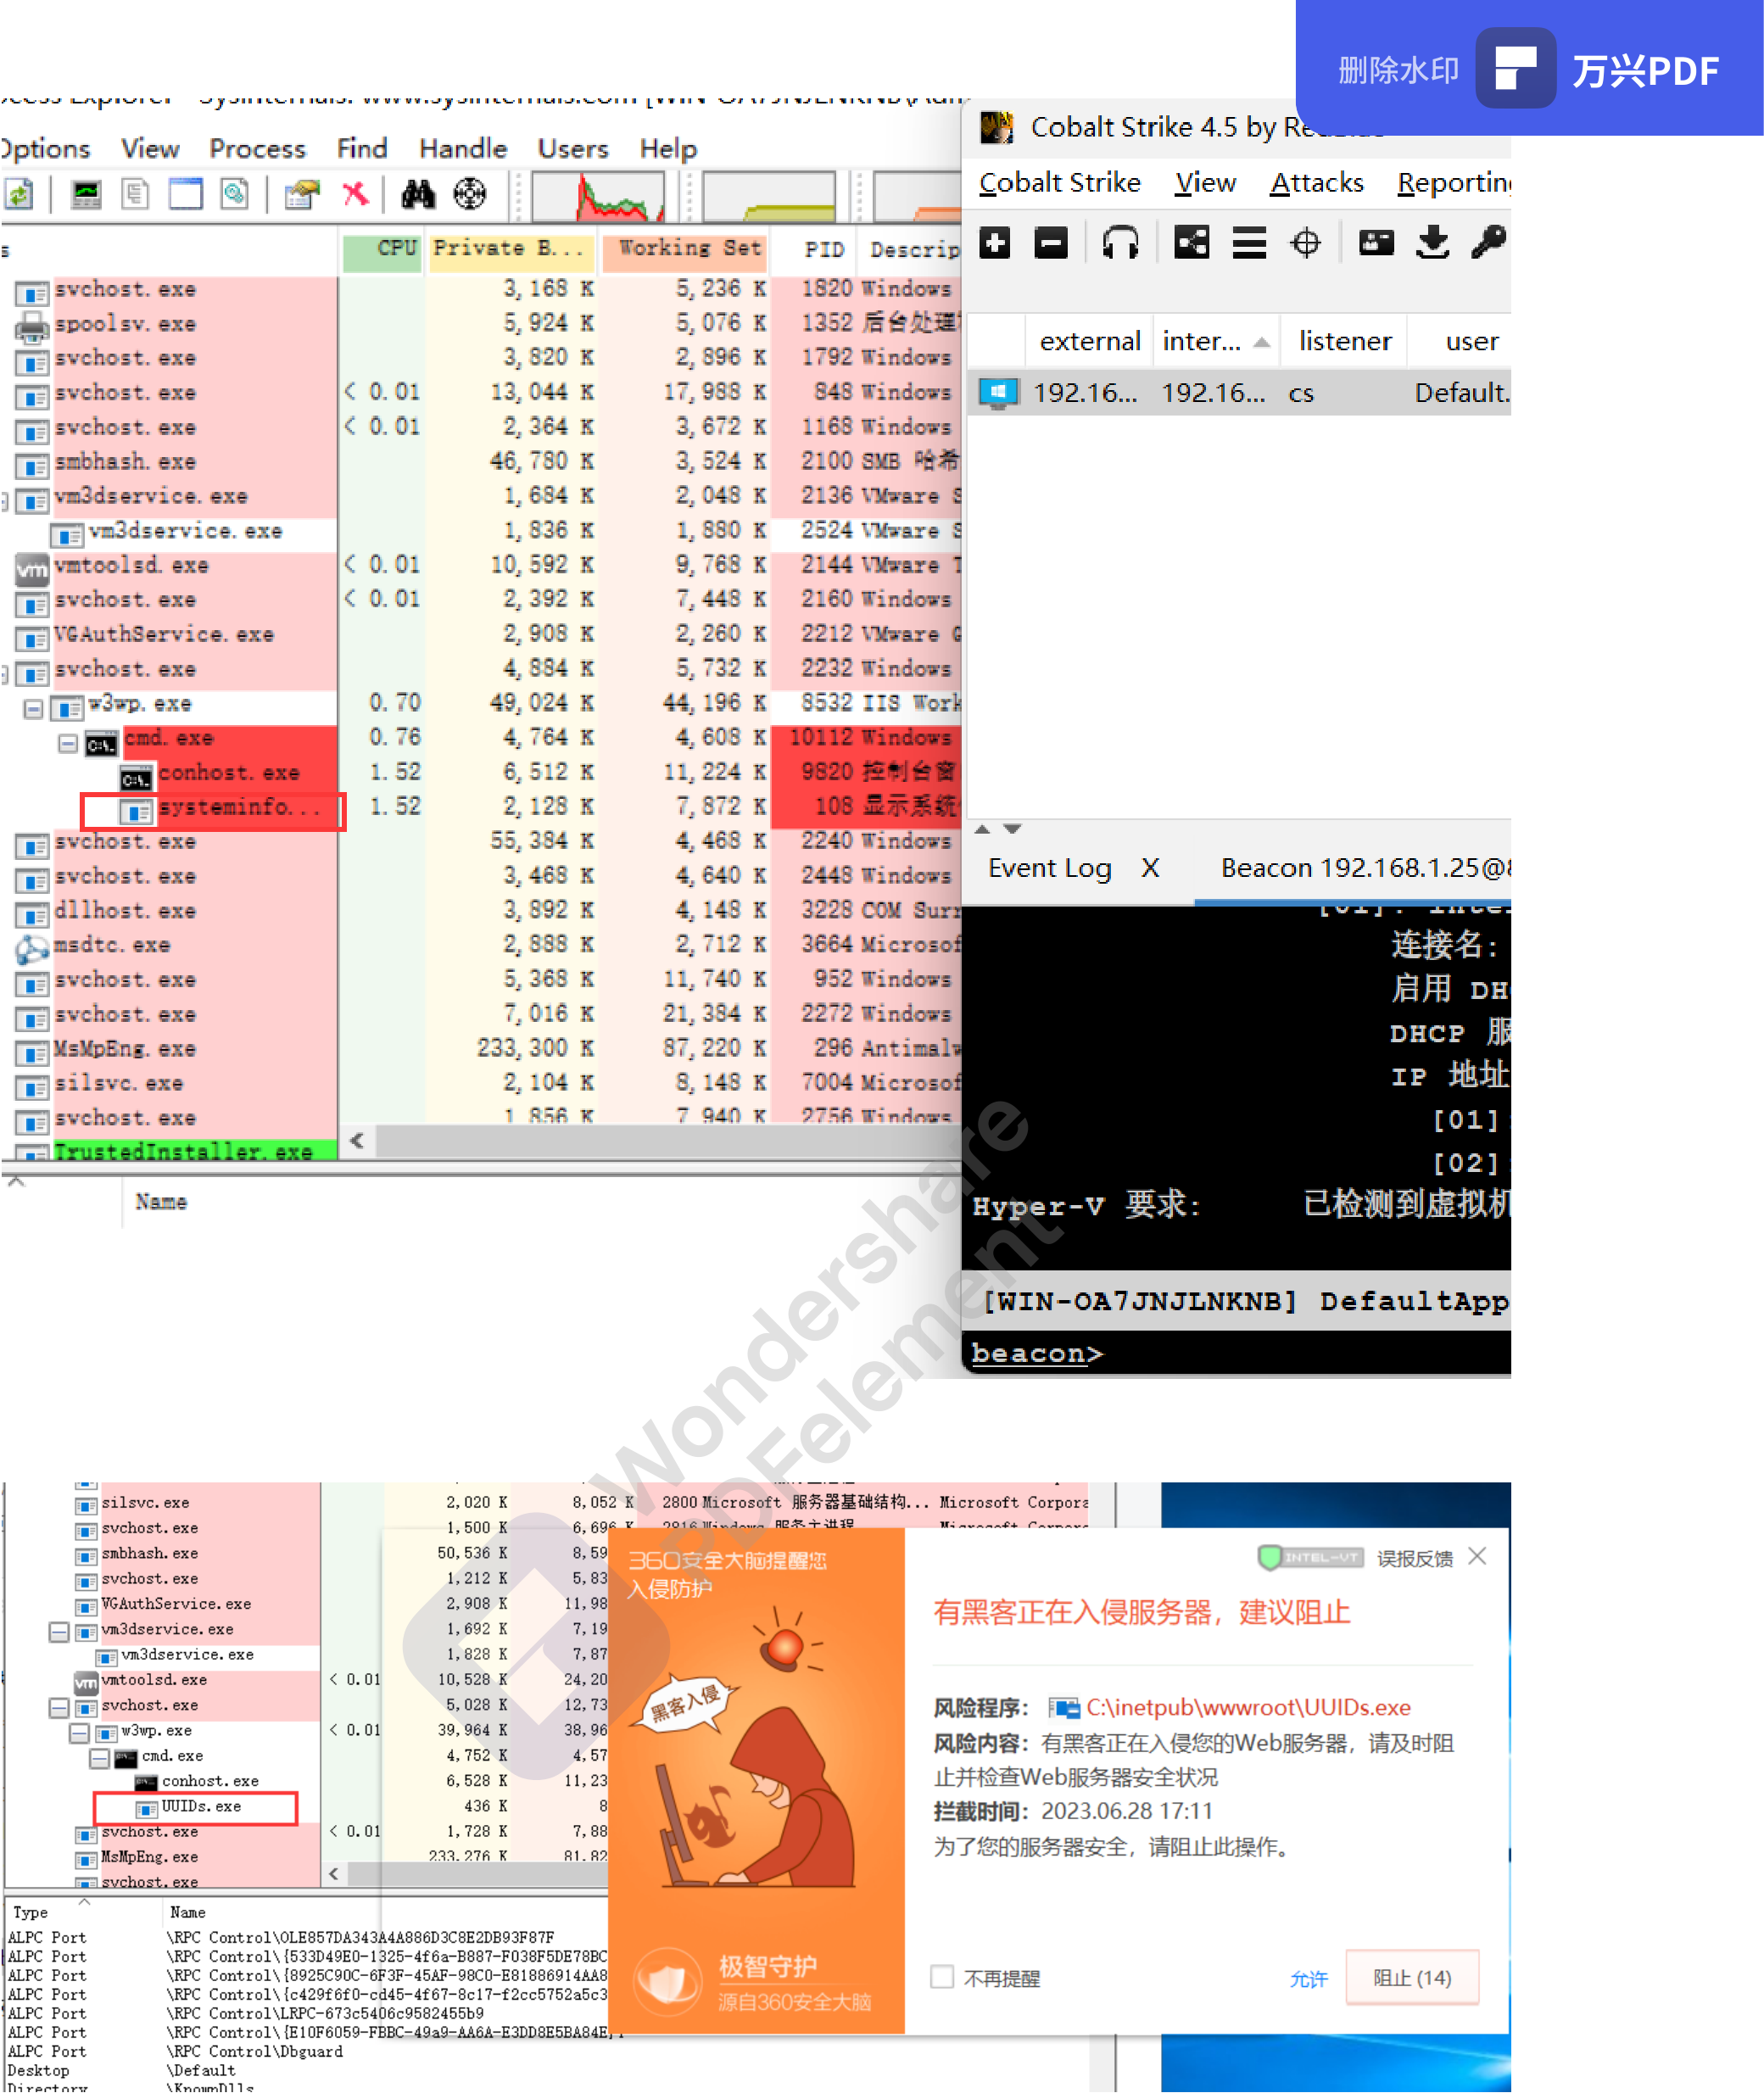 删除水印 万兴PDF
Process Explorer - Sysinternals: www.sysinternals.com [WIN-OA7JNJLNKNB\Adm
Options View Process Find Handle Users Help
s CPU Private B... Working Set PID Descrip
svchost.exe 3,168 K 5,236 K 1820 Windows
spoolsv.exe 5,924 K 5,076 K 1352 后台处理
svchost.exe 3,820 K 2,896 K 1792 Windows
svchost.exe < 0.01 13,044 K 17,988 K 848 Windows
svchost.exe < 0.01 2,364 K 3,672 K 1168 Windows
smbhash.exe 46,780 K 3,524 K 2100 SMB 哈希
vm3dservice.exe 1,684 K 2,048 K 2136 VMware S
vm3dservice.exe 1,836 K 1,880 K 2524 VMware S
vmtoolsd.exe < 0.01 10,592 K 9,768 K 2144 VMware T
svchost.exe < 0.01 2,392 K 7,448 K 2160 Windows
VGAuthService.exe 2,908 K 2,260 K 2212 VMware G
svchost.exe 4,884 K 5,732 K 2232 Windows
w3wp.exe 0.70 49,024 K 44,196 K 8532 IIS Work
cmd.exe 0.76 4,764 K 4,608 K 10112 Windows
conhost.exe 1.52 6,512 K 11,224 K 9820 控制台窗
systeminfo... 1.52 2,128 K 7,872 K 108 显示系统
svchost.exe 55,384 K 4,468 K 2240 Windows
svchost.exe 3,468 K 4,640 K 2448 Windows
dllhost.exe 3,892 K 4,148 K 3228 COM Surr
msdtc.exe 2,888 K 2,712 K 3664 Microsof
svchost.exe 5,368 K 11,740 K 952 Windows
svchost.exe 7,016 K 21,384 K 2272 Windows
MsMpEng.exe 233,300 K 87,220 K 296 Antimalw
silsvc.exe 2,104 K 8,148 K 7004 Microsof
svchost.exe 1,856 K 7,940 K 2756 Windows
TrustedInstaller.exe
Name
Cobalt Strike 4.5 by
Cobalt Strike View Attacks Reporting
external inter... listener user
192.16... 192.16... cs Default.
Event Log X Beacon 192.168.1.25@8
[01]: Inte
连接名:
启用 DH
DHCP 服
IP 地址
[01]
[02]
Hyper-V 要求: 已检测到虚拟机
[WIN-OA7JNJLNKNB] DefaultApp
beacon>
Wondershare
PDFelement
silsvc.exe 2,020 K 8,052 K 2800 Microsoft 服务器基础结构... Microsoft Corpora
svchost.exe 1,500 K 6,696 K 2816 Windows 服务主进程 Microsoft Corpora
smbhash.exe 50,536 K 8,59
svchost.exe 1,212 K 5,83
VGAuthService.exe 2,908 K 11,98
vm3dservice.exe 1,692 K 7,19
vm3dservice.exe 1,828 K 7,87
vmtoolsd.exe < 0.01 10,528 K 24,20
svchost.exe 5,028 K 12,73
w3wp.exe < 0.01 39,964 K 38,96
cmd.exe 4,752 K 4,57
conhost.exe 6,528 K 11,23
UUIDs.exe 436 K 8
svchost.exe < 0.01 1,728 K 7,88
MsMpEng.exe 233,276 K 81,82
svchost.exe
Type Name
ALPC Port \RPC Control\OLE857DA343A4A886D3C8E2DB93F87F
ALPC Port \RPC Control\{533D49E0-1325-4f6a-B887-F038F5DE78BC
ALPC Port \RPC Control\{8925C90C-6F3F-45AF-98C0-E81886914AA8
ALPC Port \RPC Control\{c429f6f0-cd45-4f67-8c17-f2cc5752a5c3
ALPC Port \RPC Control\LRPC-673c5406c9582455b9
ALPC Port \RPC Control\{E10F6059-FBBC-49a9-AA6A-E3DD8E5BA84E}
ALPC Port \RPC Control\Dbguard
Desktop \Default
Directory \KnownDlls
360安全大脑提醒您
入侵防护
黑客入侵
极智守护
源自360安全大脑
INTEL-VT 误报反馈
有黑客正在入侵服务器，建议阻止
风险程序： C:\inetpub\wwwroot\UUIDs.exe
风险内容：有黑客正在入侵您的Web服务器，请及时阻
止并检查Web服务器安全状况
拦截时间：2023.06.28 17:11
为了您的服务器安全，请阻止此操作。
不再提醒 允许 阻止 (14)